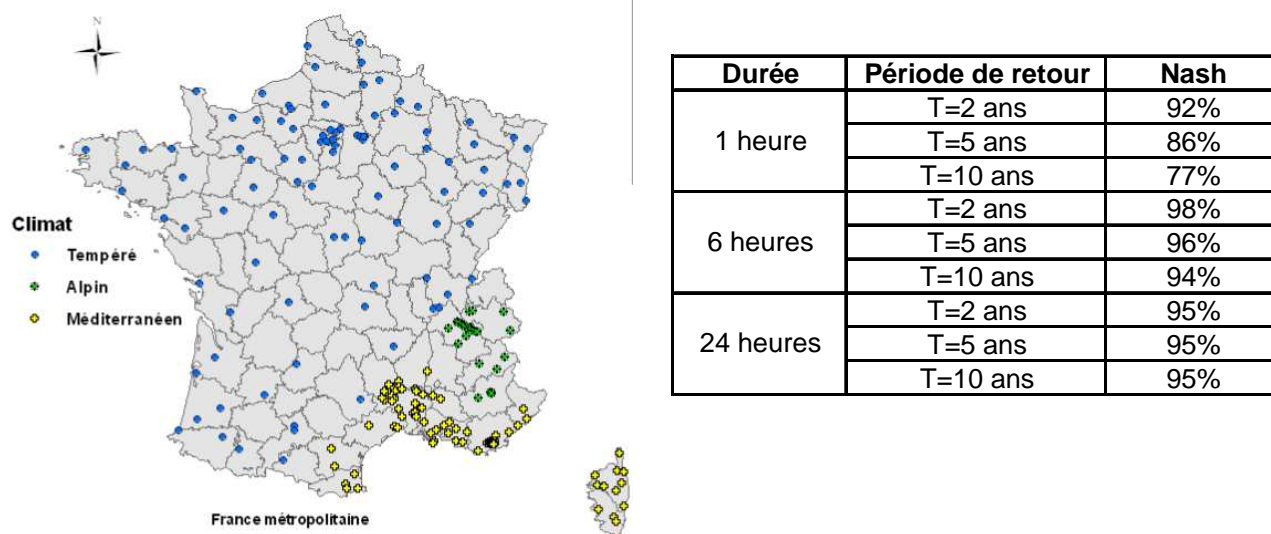 N
Climat
Tempéré
Alpin
Méditerranéen
France métropolitaine
Durée Période de retour Nash
1 heure
T=2 ans 92%
T=5 ans 86%
T=10 ans 77%
6 heures
T=2 ans 98%
T=5 ans 96%
T=10 ans 94%
24 heures
T=2 ans 95%
T=5 ans 95%
T=10 ans 95%